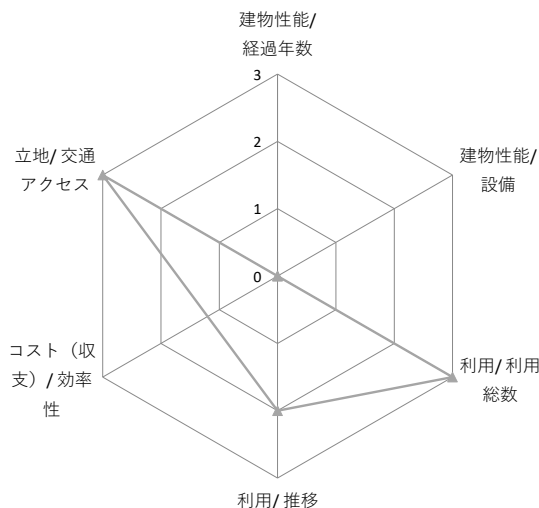 建物性能/
経過年数
3
2
1
0
建物性能/
設備
利用/ 利用
総数
利用/ 推移
コスト（収
支）/ 効率
性
立地/ 交通
アクセス